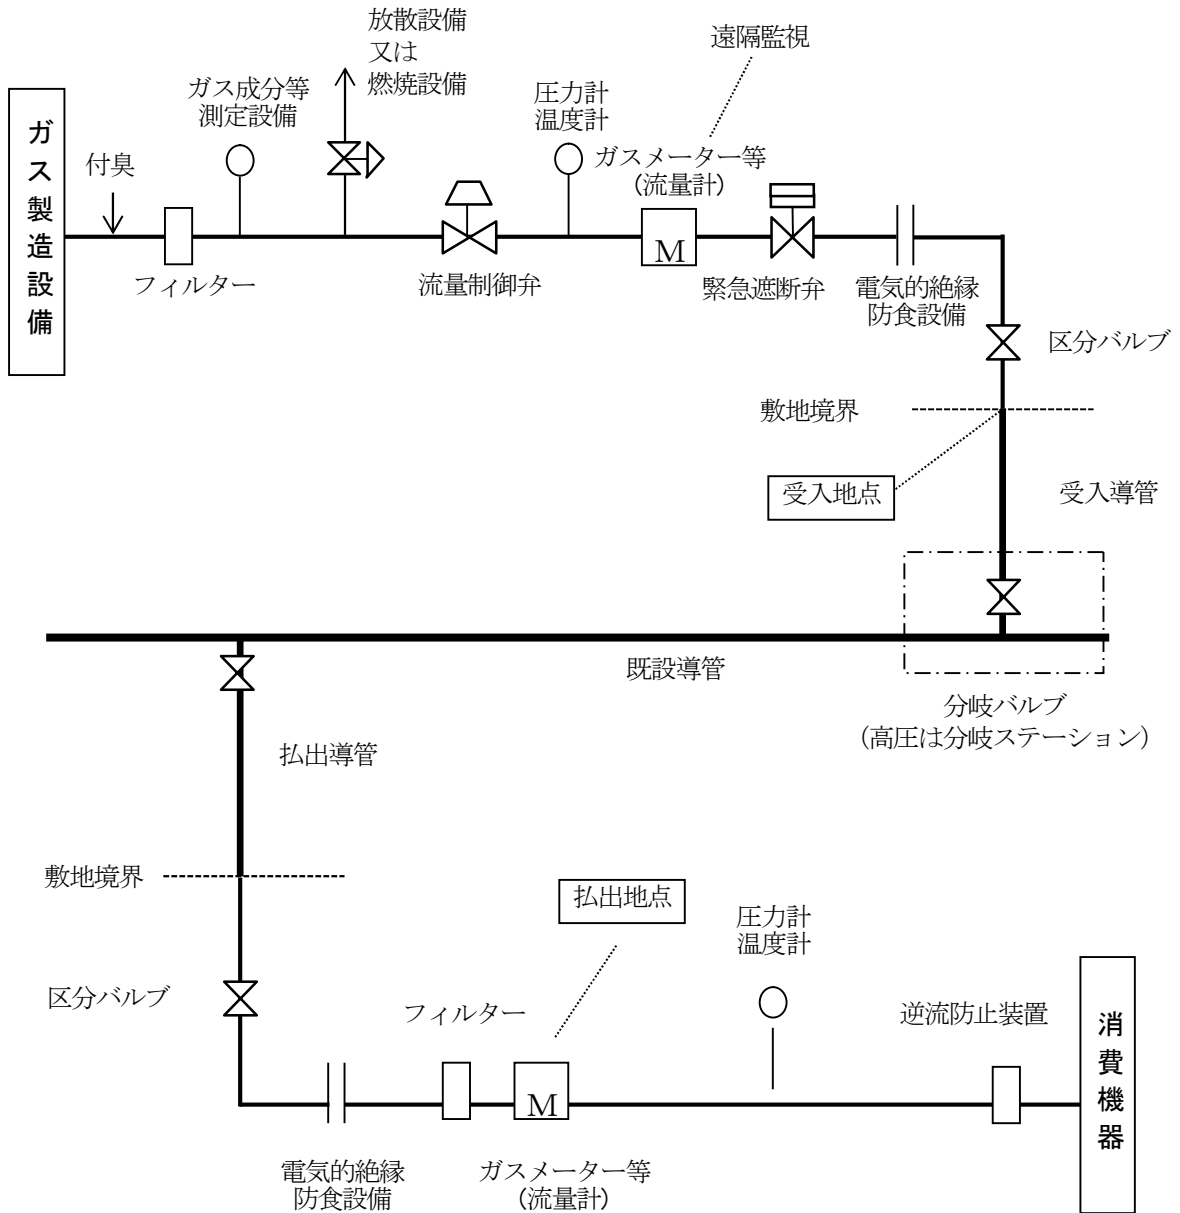 放散設備
又は
燃焼設備
遠隔監視
ガス成分等
測定設備
圧力計
温度計
ガスメーター等
（流量計）
ガス製造設備
付臭
M
フィルター
流量制御弁
緊急遮断弁
電気的絶縁
防食設備
区分バルブ
敷地境界
受入地点
受入導管
既設導管
分岐バルブ
（高圧は分岐ステーション）
払出導管
敷地境界
払出地点
圧力計
温度計
区分バルブ
フィルター
逆流防止装置
消費機器
M
電気的絶縁
防食設備
ガスメーター等
（流量計）